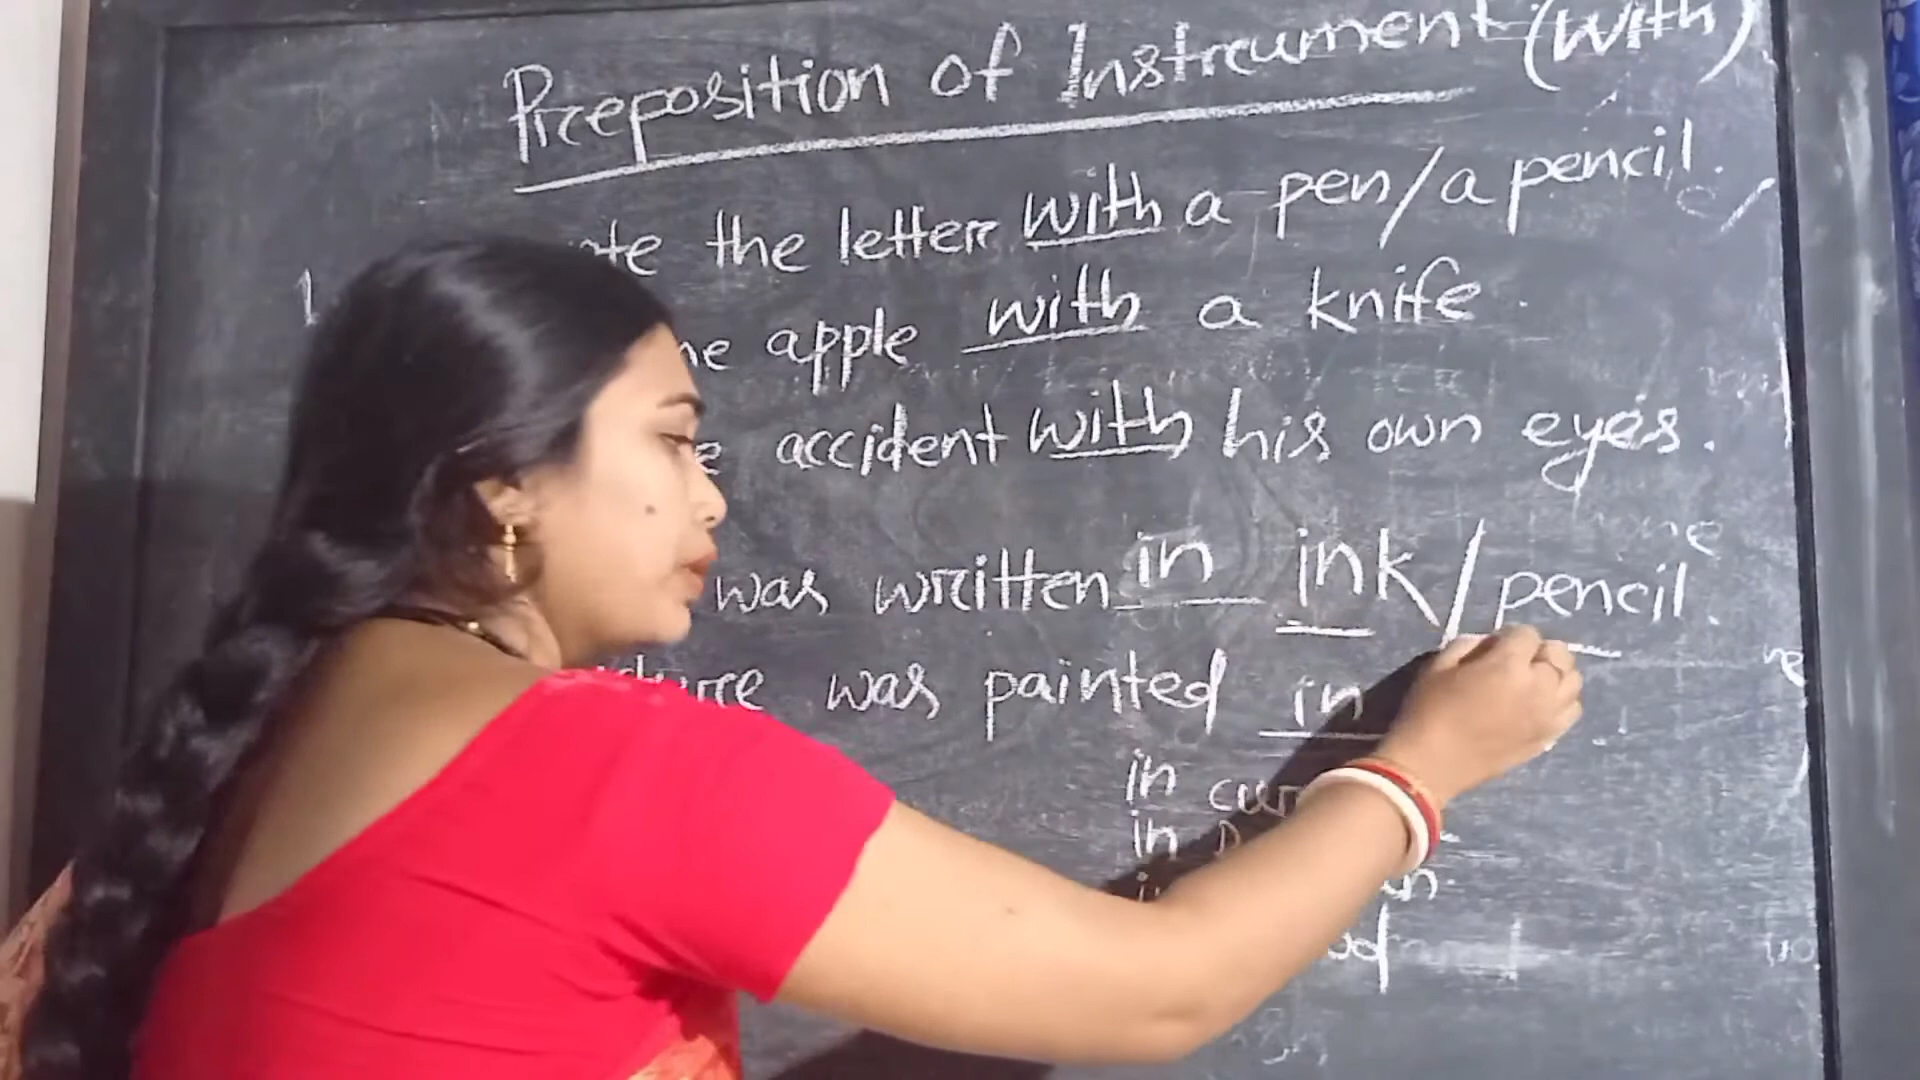 Preposition of Instrument (with)
the letter with a pen/a pencil.
apple with a knife.
accident with his own eyes.
was written in ink/pencil.
was painted in
in
in